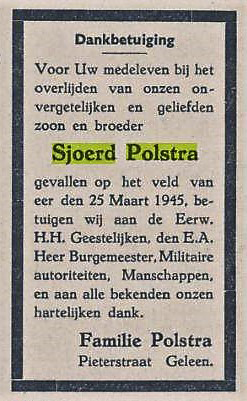 Dankbetuiging
Voor Uw medeleven bij het
overlijden van onzen on-
vergetelijken en geliefden
zoon en broeder
Sjoerd Polstra
gevallen op het veld van
eer den 25 Maart 1945, be-
tuigen wij aan de Eerw.
H.H. Geestelijken, den E.A.
Heer Burgemeester, Militaire
autoriteiten, Manschappen,
en aan alle bekenden onzen
hartelijken dank.
Familie Polstra
Pieterstraat Geleen.